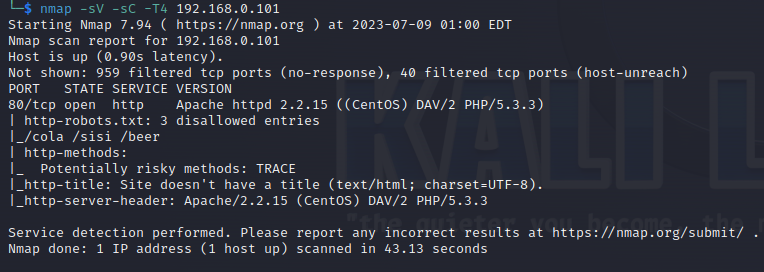 └─$ nmap -sV -sC -T4 192.168.0.101
Starting Nmap 7.94 ( https://nmap.org ) at 2023-07-09 01:00 EDT
Nmap scan report for 192.168.0.101
Host is up (0.90s latency).
Not shown: 959 filtered tcp ports (no-response), 40 filtered tcp ports (host-unreach)
PORT   STATE SERVICE VERSION
80/tcp open  http    Apache httpd 2.2.15 ((CentOS) DAV/2 PHP/5.3.3)
| http-robots.txt: 3 disallowed entries
|_/cola /sisi /beer
| http-methods:
|_  Potentially risky methods: TRACE
|_http-title: Site doesn't have a title (text/html; charset=UTF-8).
|_http-server-header: Apache/2.2.15 (CentOS) DAV/2 PHP/5.3.3
Service detection performed. Please report any incorrect results at https://nmap.org/submit/ .
Nmap done: 1 IP address (1 host up) scanned in 43.13 seconds
KALI L
"the quieter you become, the